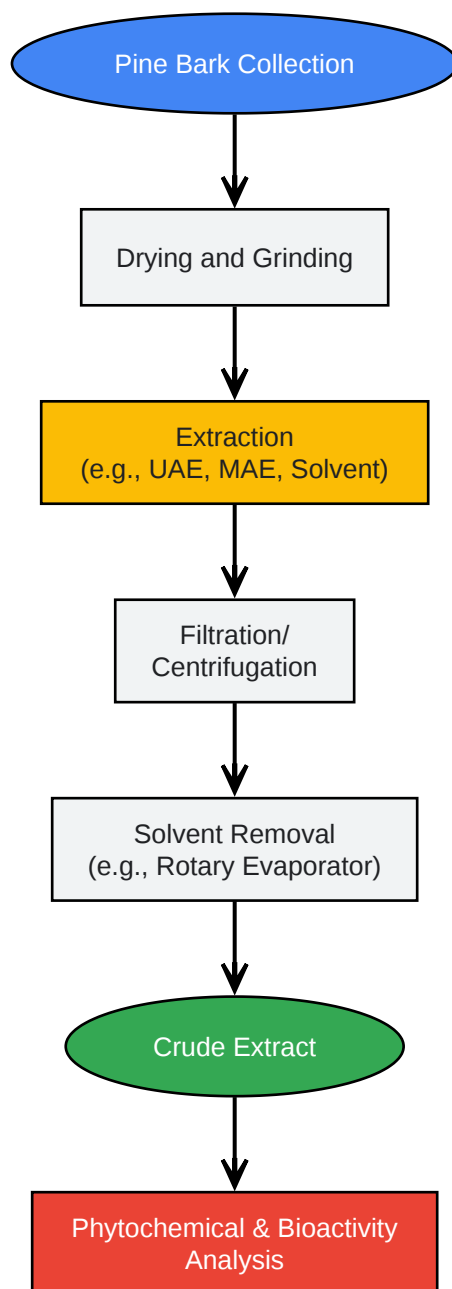 Pine Bark Collection
Drying and Grinding
Extraction
(e.g., UAE, MAE, Solvent)
Filtration/
Centrifugation
Solvent Removal
(e.g., Rotary Evaporator)
Crude Extract
Phytochemical & Bioactivity
Analysis